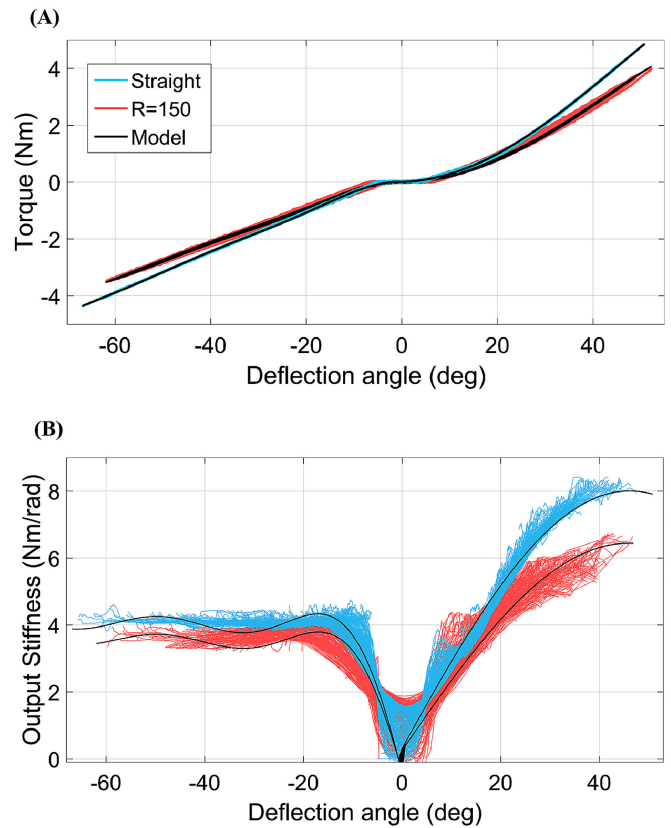 (A)
4
2
0
-2
-4
Torque (Nm)
Straight
R=150
Model
-60 -40 -20 0 20 40
Deflection angle (deg)
(B)
8
6
4
2
0
Output Stiffness (Nm/rad)
-60 -40 -20 0 20 40
Deflection angle (deg)